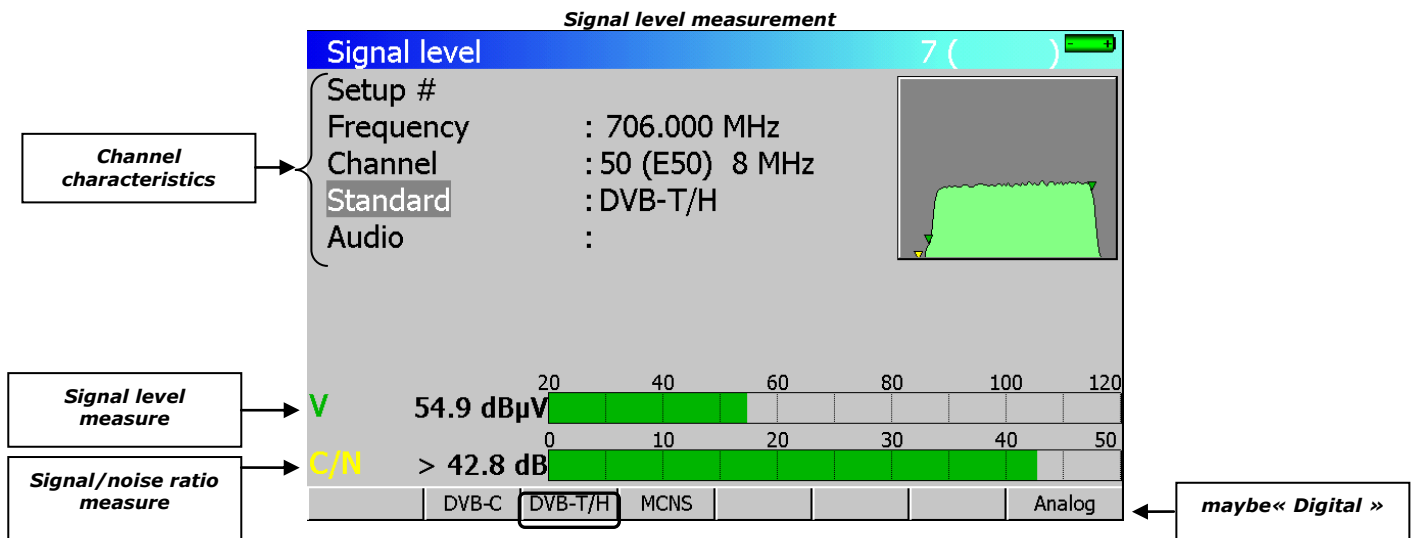 Signal level measurement
Signal level 7 ( )
- +
Setup #
Frequency : 706.000 MHz
Channel : 50 (E50) 8 MHz
Standard : DVB-T/H
Audio :
Channel
characteristics
20 40 60 80 100 120
V 54.9 dBµV
0 10 20 30 40 50
C/N > 42.8 dB
Signal level
measure
Signal/noise ratio
measure
DVB-C DVB-T/H MCNS Analog
maybe« Digital »